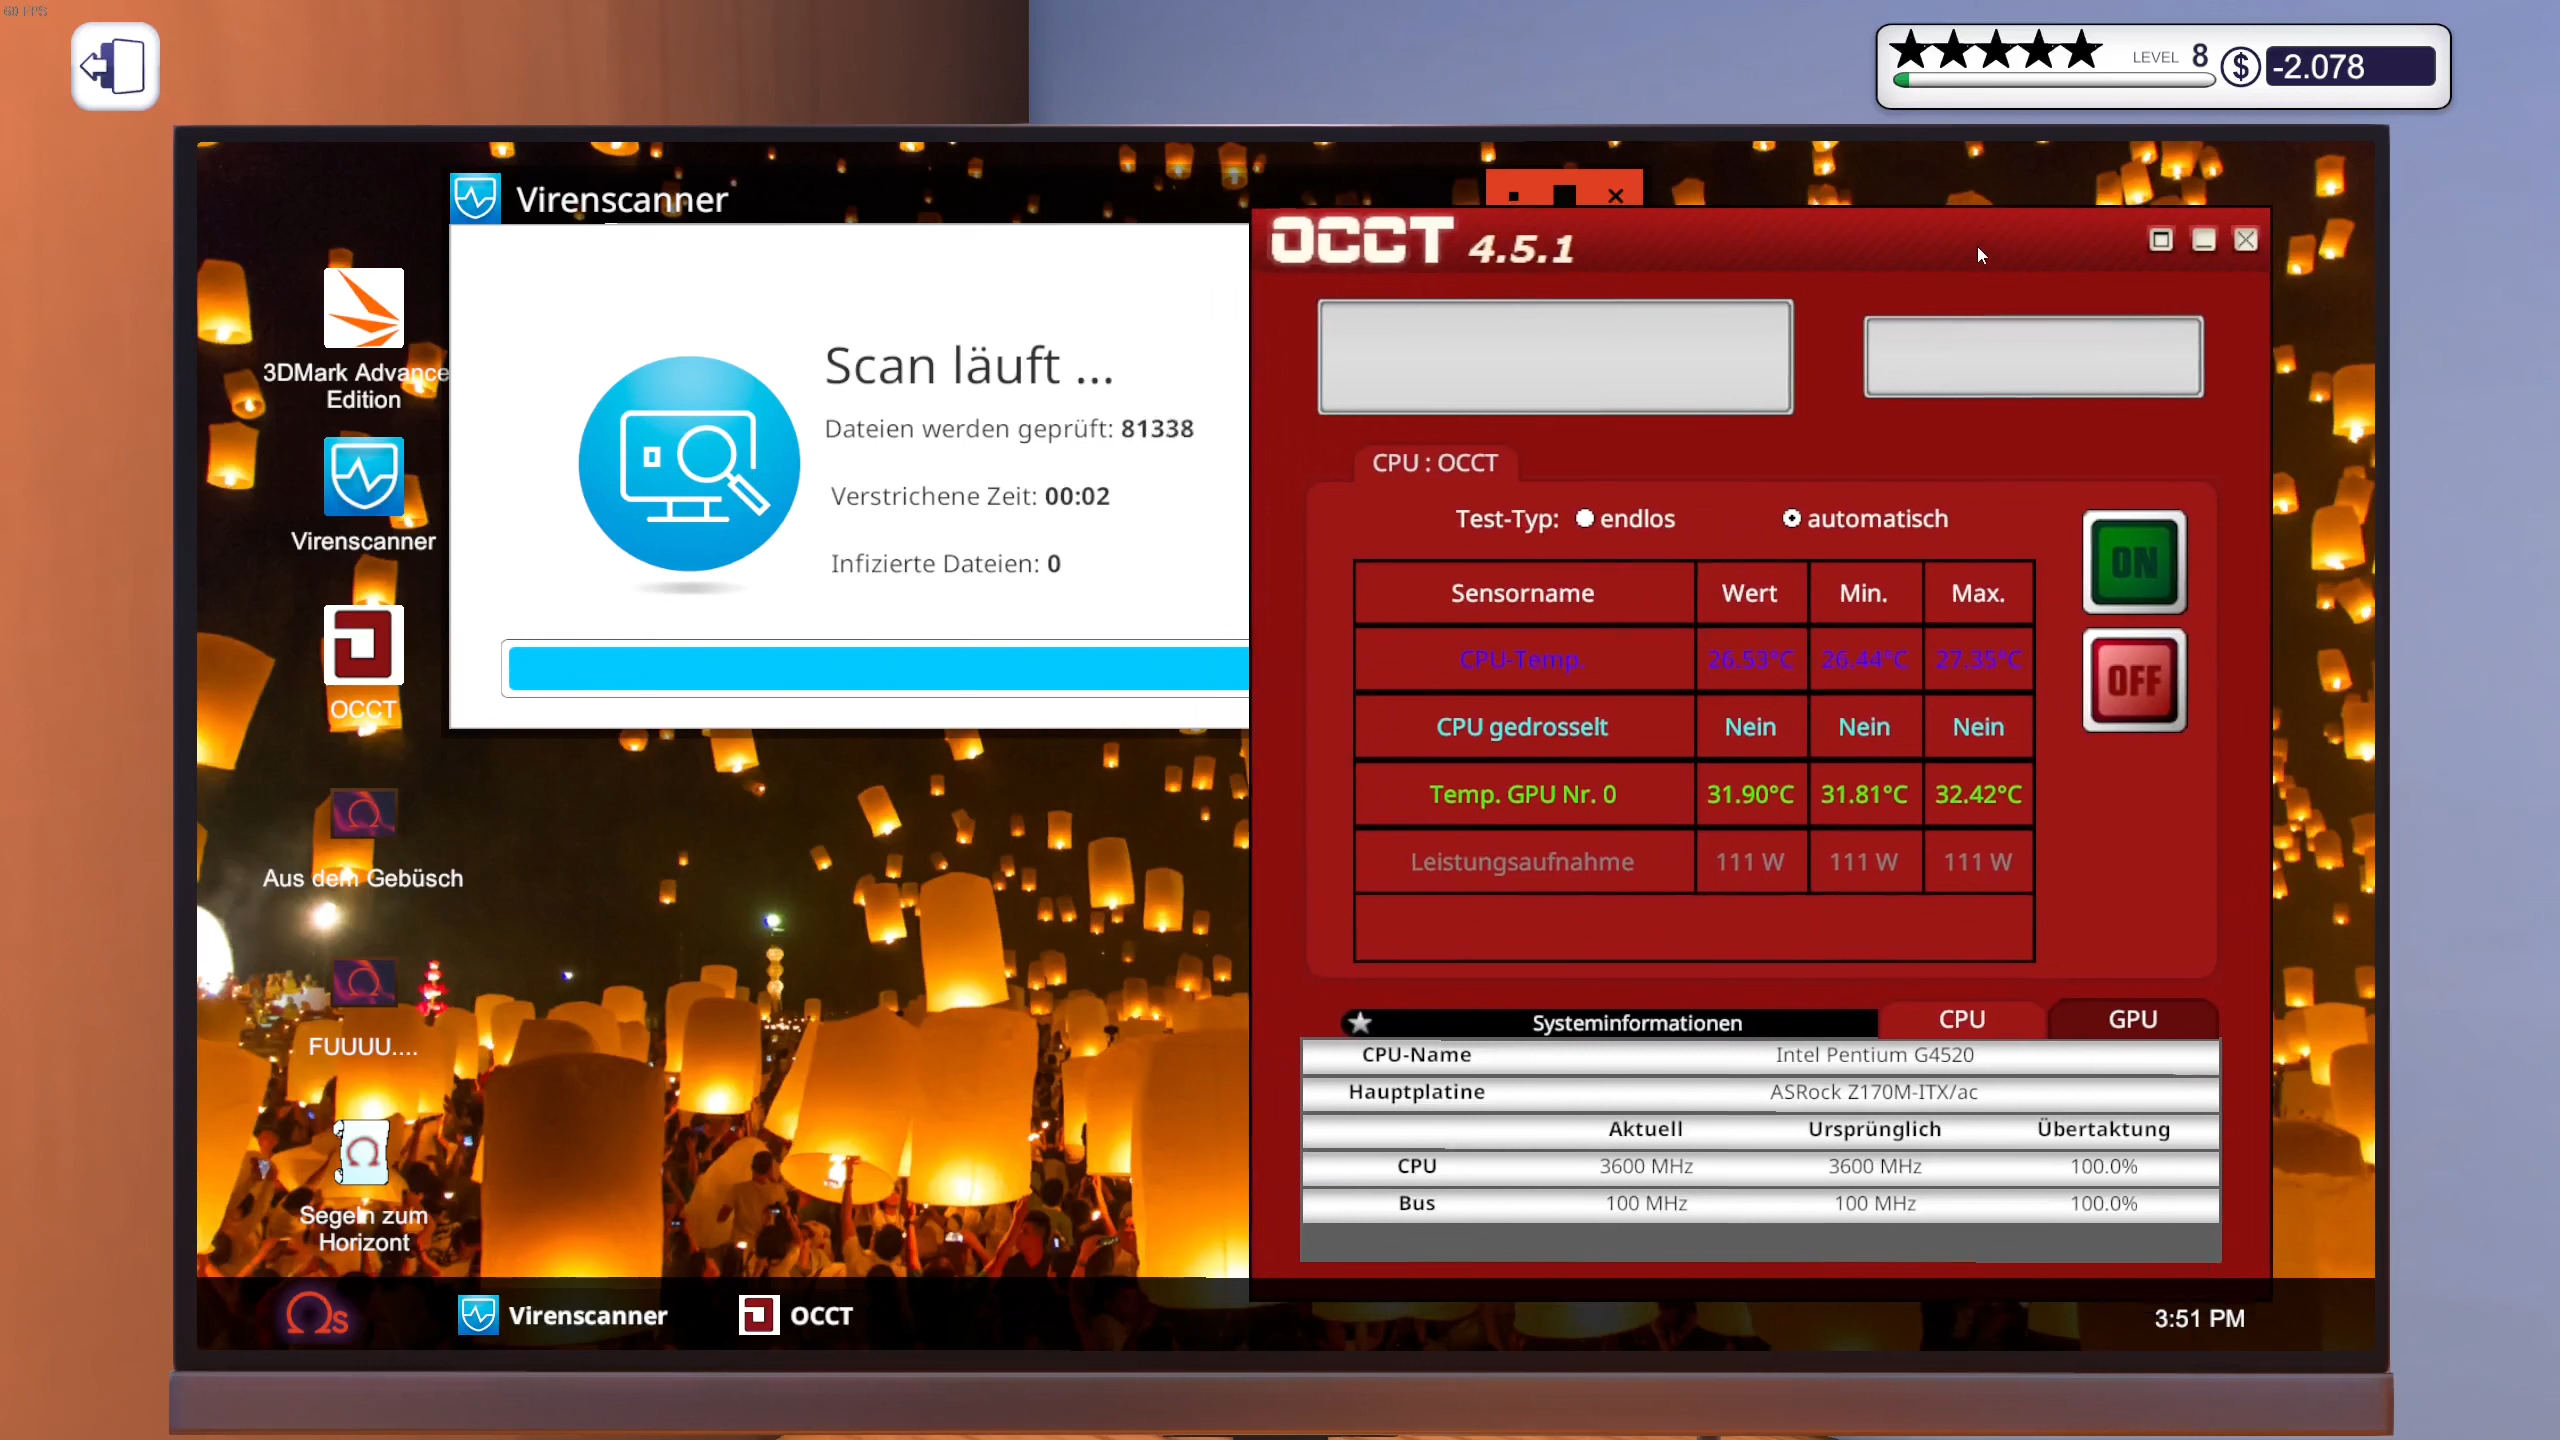 60 FPS
LEVEL 8
$ -2.078
Virenscanner
OCCT 4.5.1
Scan läuft ...
Dateien werden geprüft: 81338
Verstrichene Zeit: 00:02
Infizierte Dateien: 0
3DMark Advance
Edition
Virenscanner
OCCT
Aus dem Gebüsch
FUUUU....
Segeln zum
Horizont
CPU : OCCT
Test-Typ: endlos automatisch
Sensorname Wert Min. Max.
CPU-Temp. 26.53°C 26.44°C 27.35°C
CPU gedrosselt Nein Nein Nein
Temp. GPU Nr. 0 31.90°C 31.81°C 32.42°C
Leistungsaufnahme 111 W 111 W 111 W
ON
OFF
Systeminformationen CPU GPU
CPU-Name Intel Pentium G4520
Hauptplatine ASRock Z170M-ITX/ac
Aktuell Ursprünglich Übertaktung
CPU 3600 MHz 3600 MHz 100.0%
Bus 100 MHz 100 MHz 100.0%
Ωs Virenscanner OCCT 3:51 PM